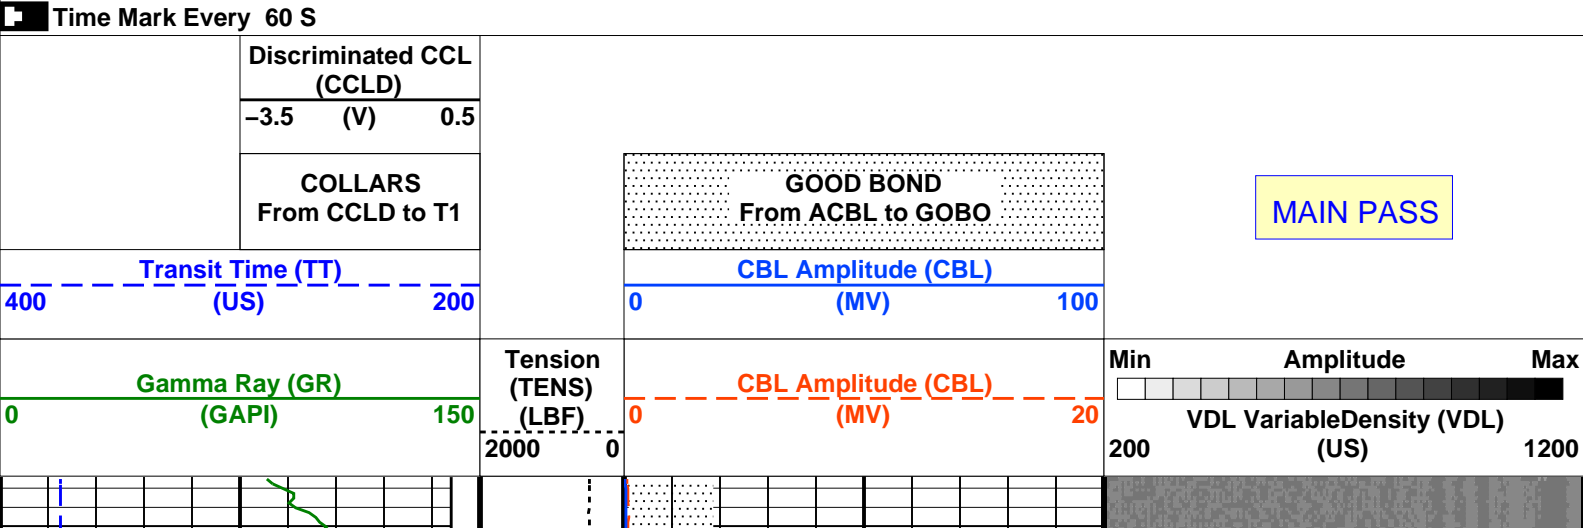 Time Mark Every 60 S
Discriminated CCL
(CCLD)
−3.5 (V) 0.5
COLLARS
From CCLD to T1
GOOD BOND
From ACBL to GOBO
MAIN PASS
Transit Time (TT)
400 (US) 200
CBL Amplitude (CBL)
0 (MV) 100
Gamma Ray (GR)
0 (GAPI) 150
Tension
(TENS)
(LBF)
2000 0
CBL Amplitude (CBL)
0 (MV) 20
Min Amplitude Max
VDL VariableDensity (VDL)
200 (US) 1200